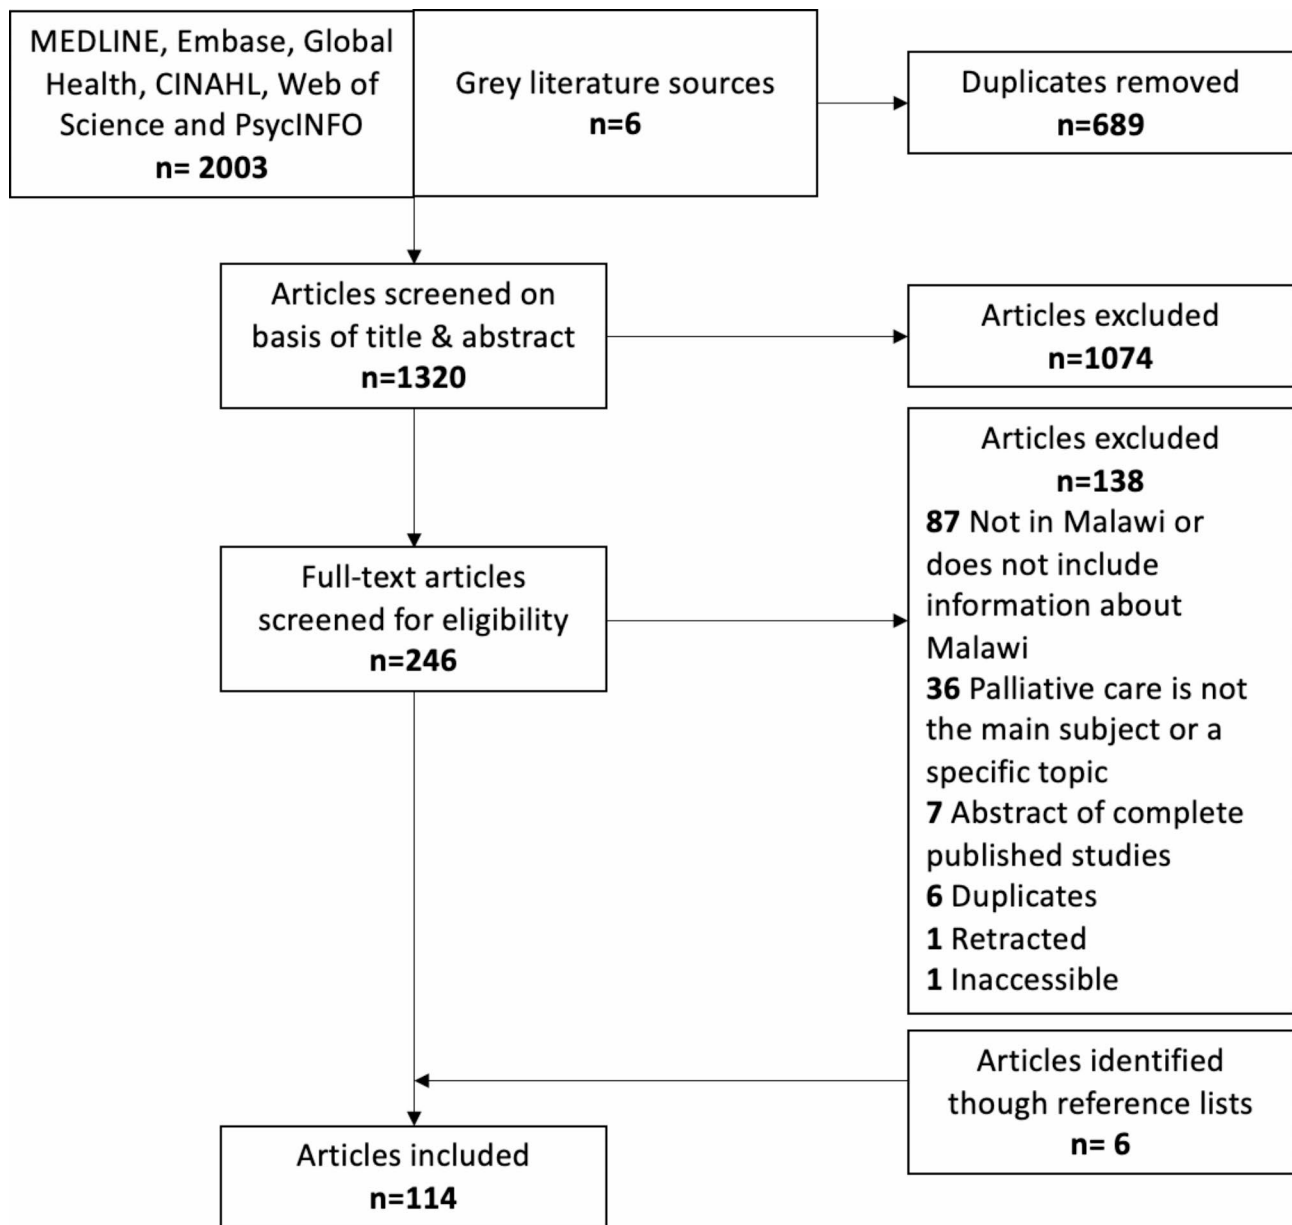 MEDLINE, Embase, Global
Health, CINAHL, Web of
Science and PsycINFO
n= 2003
Grey literature sources
n=6
Duplicates removed
n=689
Articles screened on
basis of title & abstract
n=1320
Articles excluded
n=1074
Full-text articles
screened for eligibility
n=246
Articles excluded
n=138
87 Not in Malawi or
does not include
information about
Malawi
36 Palliative care is not
the main subject or a
specific topic
7 Abstract of complete
published studies
6 Duplicates
1 Retracted
1 Inaccessible
Articles identified
though reference lists
n= 6
Articles included
n=114